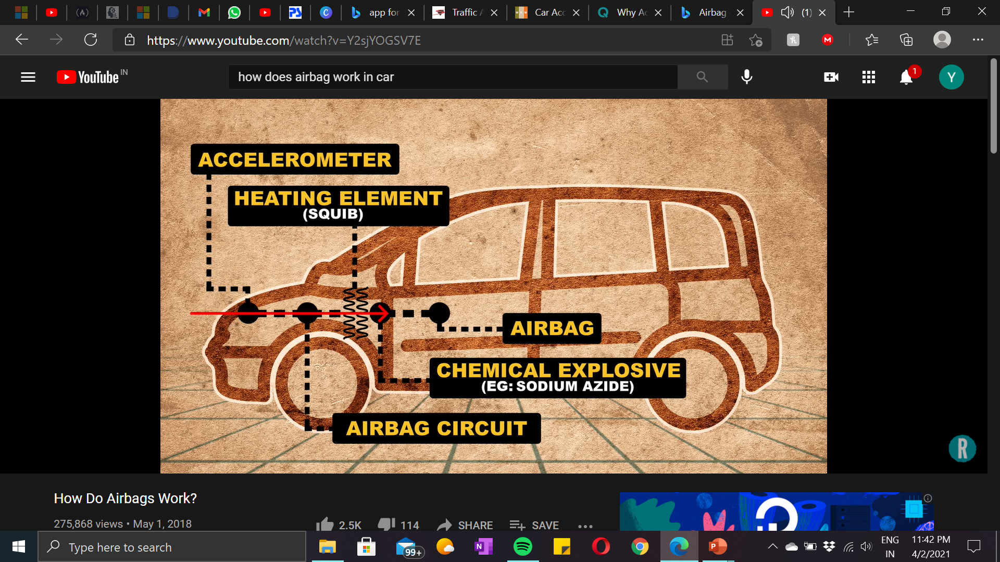 app for
Traffic A
Car Acc
Why Ac
Airbag
(1)
https://www.youtube.com/watch?v=Y2sjYOGSV7E
YouTube IN
how does airbag work in car
1
Y
ACCELEROMETER
HEATING ELEMENT
(SQUIB)
AIRBAG
CHEMICAL EXPLOSIVE
(EG: SODIUM AZIDE)
AIRBAG CIRCUIT
R
How Do Airbags Work?
275,868 views • May 1, 2018
2.5K
114
SHARE
SAVE
Type here to search
99+
ENG
IN
11:42 PM
4/2/2021